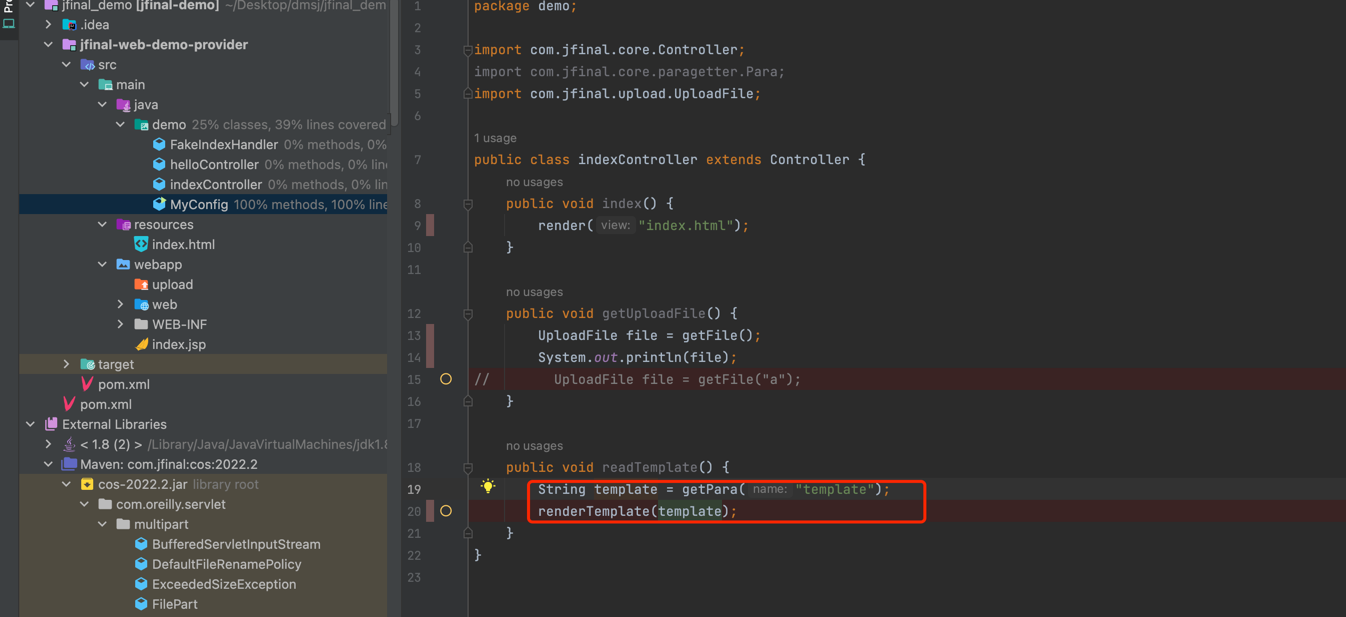 Pr
jfinal_demo [jfinal-demo] ~/Desktop/dmsj/jfinal_dem
.idea
jfinal-web-demo-provider
src
main
java
demo 25% classes, 39% lines covered
FakeIndexHandler 0% methods, 0%
helloController 0% methods, 0% line
indexController 0% methods, 0% lin
MyConfig 100% methods, 100% line
resources
index.html
webapp
upload
web
WEB-INF
index.jsp
target
pom.xml
pom.xml
External Libraries
< 1.8 (2) > /Library/Java/JavaVirtualMachines/jdk1.8
Maven: com.jfinal:cos:2022.2
cos-2022.2.jar library root
com.oreilly.servlet
multipart
BufferedServletInputStream
DefaultFileRenamePolicy
ExceededSizeException
FilePart
1 package demo;
2
3 import com.jfinal.core.Controller;
4 import com.jfinal.core.paragetter.Para;
5 import com.jfinal.upload.UploadFile;
6
1 usage
7 public class indexController extends Controller {
no usages
8 public void index() {
9 render( view: "index.html");
10 }
11
no usages
12 public void getUploadFile() {
13 UploadFile file = getFile();
14 System.out.println(file);
15 // UploadFile file = getFile("a");
16 }
17
no usages
18 public void readTemplate() {
19 String template = getPara( name: "template");
20 renderTemplate(template);
21 }
22 }
23